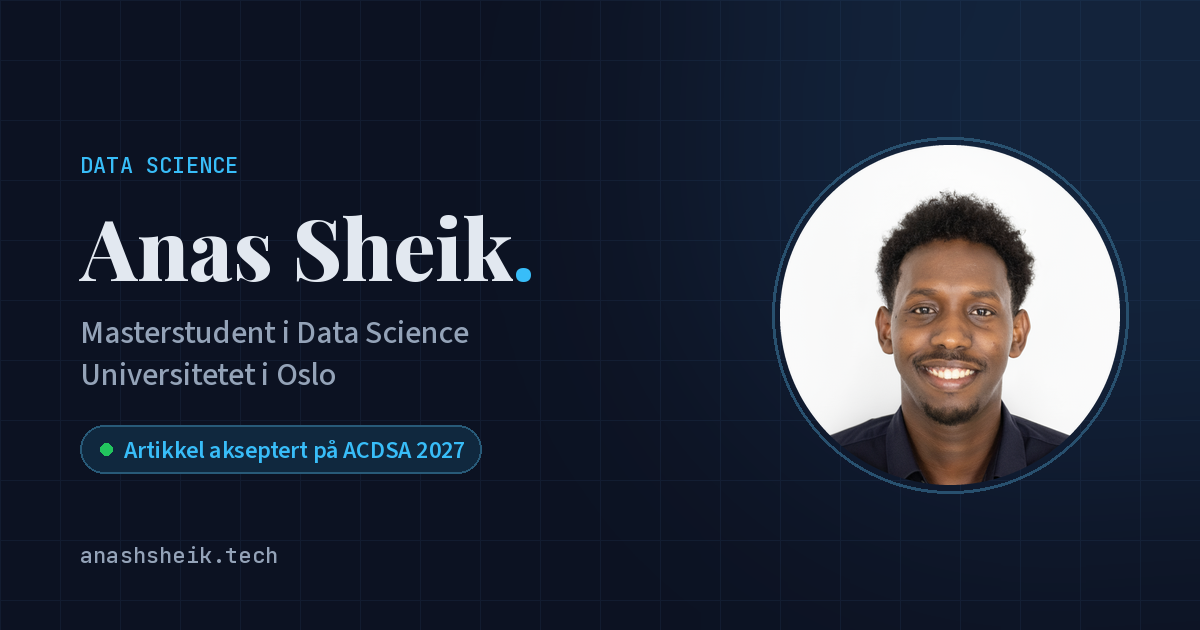 DATA SCIENCE
Anas Sheik.
Masterstudent i Data Science
Universitetet i Oslo
Artikkel akseptert på ACDSA 2027
anashsheik.tech